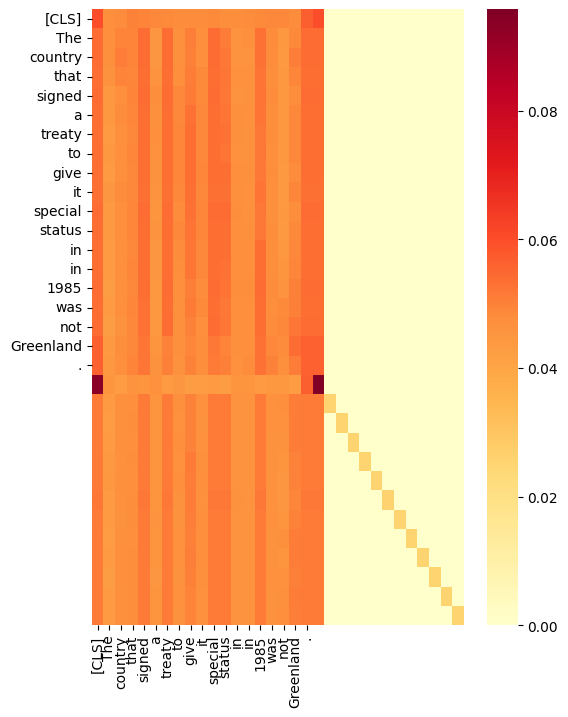 [CLS]
The
country
that
signed
a
treaty
to
give
it
special
status
in
in
1985
was
not
Greenland
.
0.08
0.06
0.04
0.02
0.00
[CLS]
The
country
that
signed
a
treaty
to
give
it
special
status
in
in
1985
was
not
Greenland
.